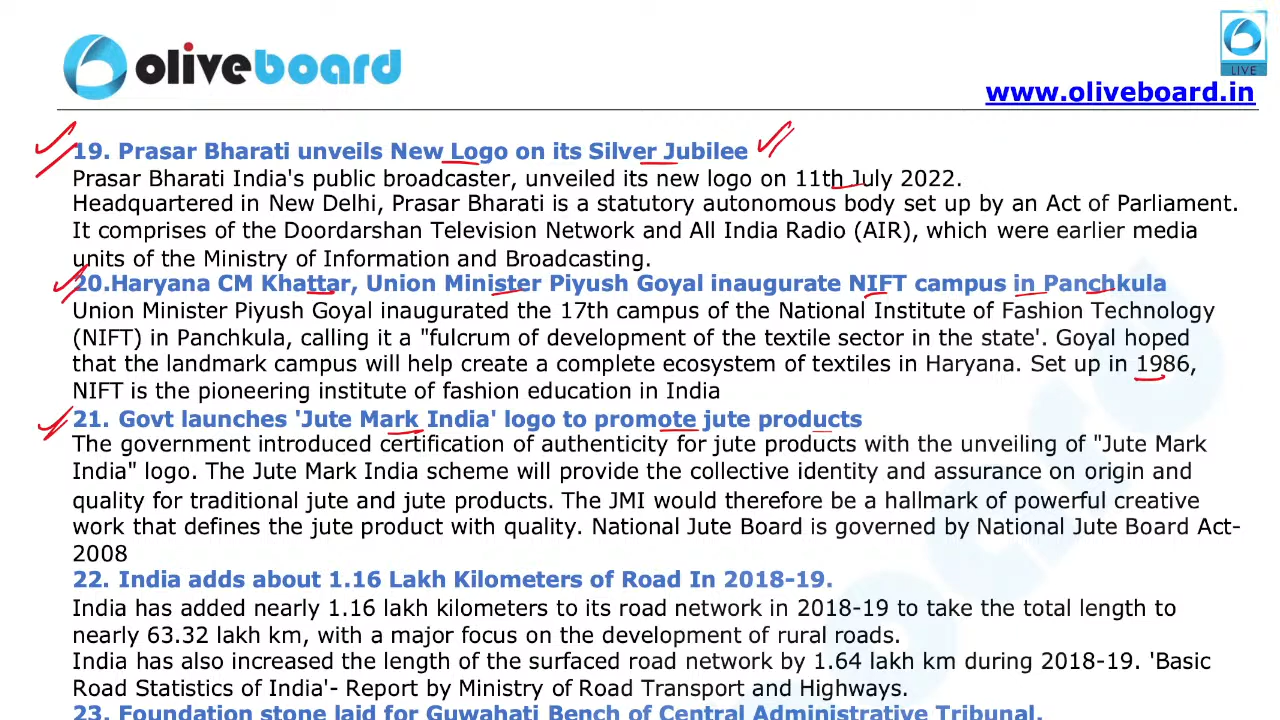 oliveboard
LIVE
www.oliveboard.in
19. Prasar Bharati unveils New Logo on its Silver Jubilee
Prasar Bharati India's public broadcaster, unveiled its new logo on 11th July 2022.
Headquartered in New Delhi, Prasar Bharati is a statutory autonomous body set up by an Act of Parliament.
It comprises of the Doordarshan Television Network and All India Radio (AIR), which were earlier media
units of the Ministry of Information and Broadcasting.
20.Haryana CM Khattar, Union Minister Piyush Goyal inaugurate NIFT campus in Panchkula
Union Minister Piyush Goyal inaugurated the 17th campus of the National Institute of Fashion Technology
(NIFT) in Panchkula, calling it a "fulcrum of development of the textile sector in the state'. Goyal hoped
that the landmark campus will help create a complete ecosystem of textiles in Haryana. Set up in 1986,
NIFT is the pioneering institute of fashion education in India
21. Govt launches 'Jute Mark India' logo to promote jute products
The government introduced certification of authenticity for jute products with the unveiling of "Jute Mark
India" logo. The Jute Mark India scheme will provide the collective identity and assurance on origin and
quality for traditional jute and jute products. The JMI would therefore be a hallmark of powerful creative
work that defines the jute product with quality. National Jute Board is governed by National Jute Board Act-
2008
22. India adds about 1.16 Lakh Kilometers of Road In 2018-19.
India has added nearly 1.16 lakh kilometers to its road network in 2018-19 to take the total length to
nearly 63.32 lakh km, with a major focus on the development of rural roads.
India has also increased the length of the surfaced road network by 1.64 lakh km during 2018-19. 'Basic
Road Statistics of India'- Report by Ministry of Road Transport and Highways.
23. Foundation stone laid for Guwahati Bench of Central Administrative Tribunal.